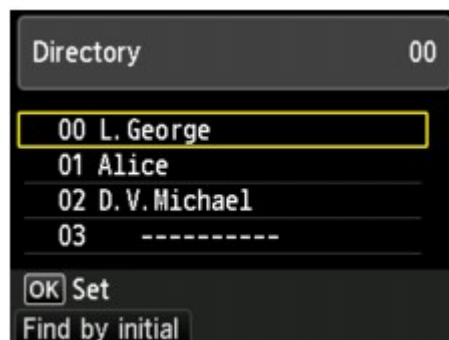 Directory 00
00 L.George
01 Alice
02 D.V.Michael
03 ----------
OK Set
Find by initial